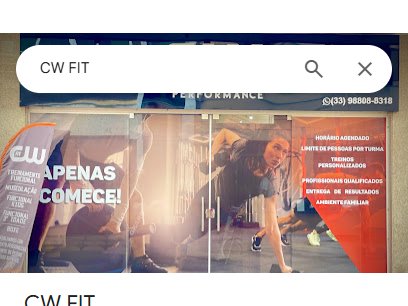 CW FIT
PERFORMANCE
(33) 98808-8318
CW
FIT
TREINAMENTO
FUNCIONAL
MUSCULAÇÃO
FUNCIONAL
KIDS
FUNCIONAL
3ª IDADE
APENAS
COMECE!
HORÁRIO AGENDADO
LIMITE DE PESSOAS POR TURMA
TREINOS
PERSONALIZADOS
PROFISSIONAIS QUALIFICADOS
ENTREGA DE RESULTADOS
AMBIENTE FAMILIAR
CW FIT